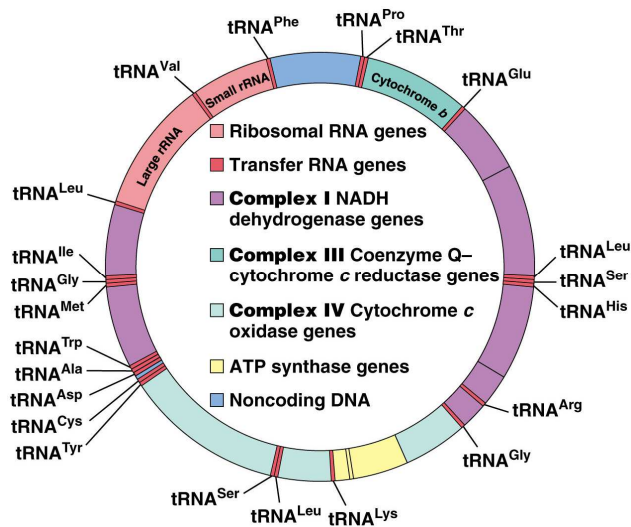 tRNA^Phe
tRNA^Pro
tRNA^Thr
tRNA^Val
Small rRNA
Cytochrome b
tRNA^Glu
Large rRNA
Ribosomal RNA genes
Transfer RNA genes
Complex I NADH
dehydrogenase genes
Complex III Coenzyme Q–
cytochrome c reductase genes
Complex IV Cytochrome c
oxidase genes
ATP synthase genes
Noncoding DNA
tRNA^Leu
tRNA^Ile
tRNA^Gly
tRNA^Met
tRNA^Trp
tRNA^Ala
tRNA^Asp
tRNA^Cys
tRNA^Tyr
tRNA^Leu
tRNA^Ser
tRNA^His
tRNA^Arg
tRNA^Gly
tRNA^Ser
tRNA^Leu
tRNA^Lys